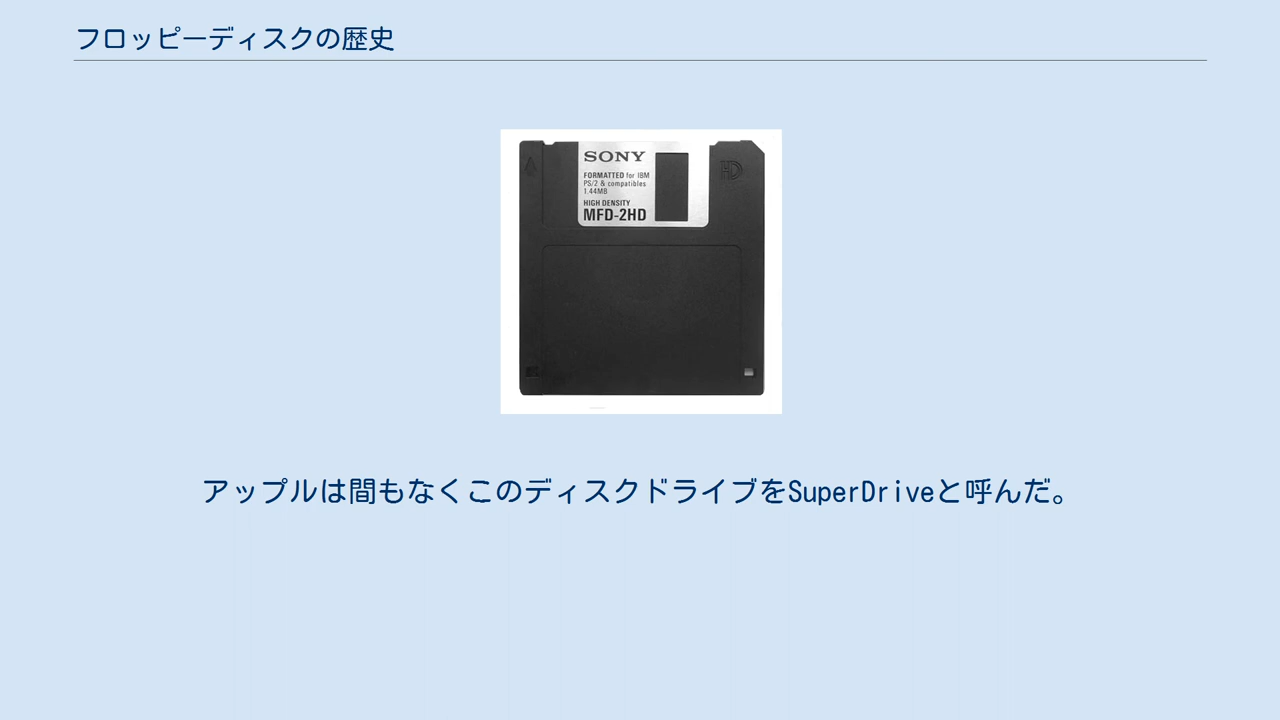 フロッピーディスクの歴史
SONY
FORMATTED for IBM
PS/2 & compatibles
1.44MB
HIGH DENSITY
MFD-2HD
HD
アップルは間もなくこのディスクドライブをSuperDriveと呼んだ。